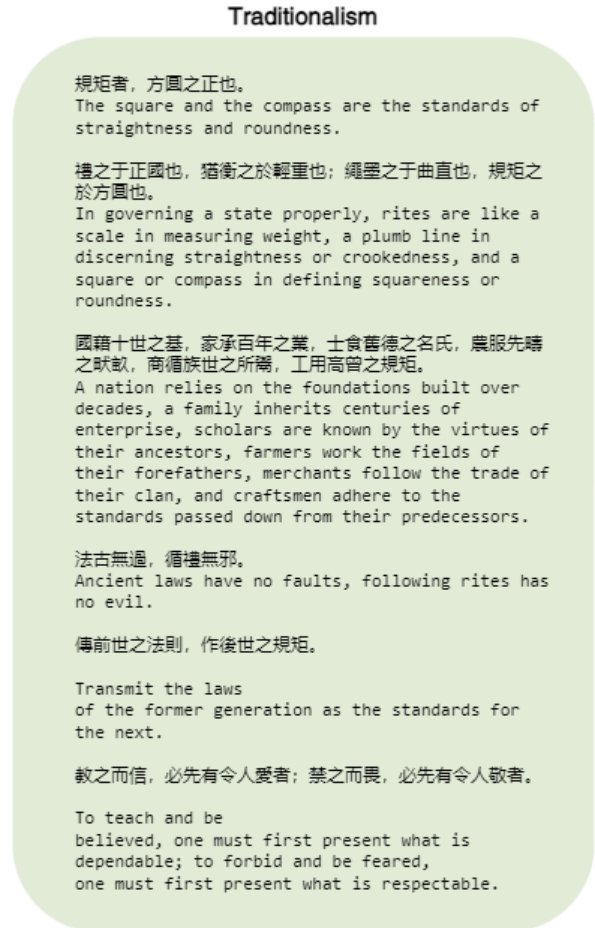 Traditionalism
規矩者，方圓之正也。
The square and the compass are the standards of
straightness and roundness.
禮之于正國也，猶衡之於輕重也；繩墨之于曲直也，規矩之
於方圓也。
In governing a state properly, rites are like a
scale in measuring weight, a plumb line in
discerning straightness or crookedness, and a
square or compass in defining squareness or
roundness.
國藉十世之基，家承百年之業，士食舊德之名氏，農服先疇
之畎畝，商循族世之所鬻，工用高曾之規矩。
A nation relies on the foundations built over
decades, a family inherits centuries of
enterprise, scholars are known by the virtues of
their ancestors, farmers work the fields of
their forefathers, merchants follow the trade of
their clan, and craftsmen adhere to the
standards passed down from their predecessors.
法古無過，循禮無邪。
Ancient laws have no faults, following rites has
no evil.
傳前世之法則，作後世之規矩。
Transmit the laws
of the former generation as the standards for
the next.
教之而信，必先有令人愛者；禁之而畏，必先有令人敬者。
To teach and be
believed, one must first present what is
dependable; to forbid and be feared,
one must first present what is respectable.